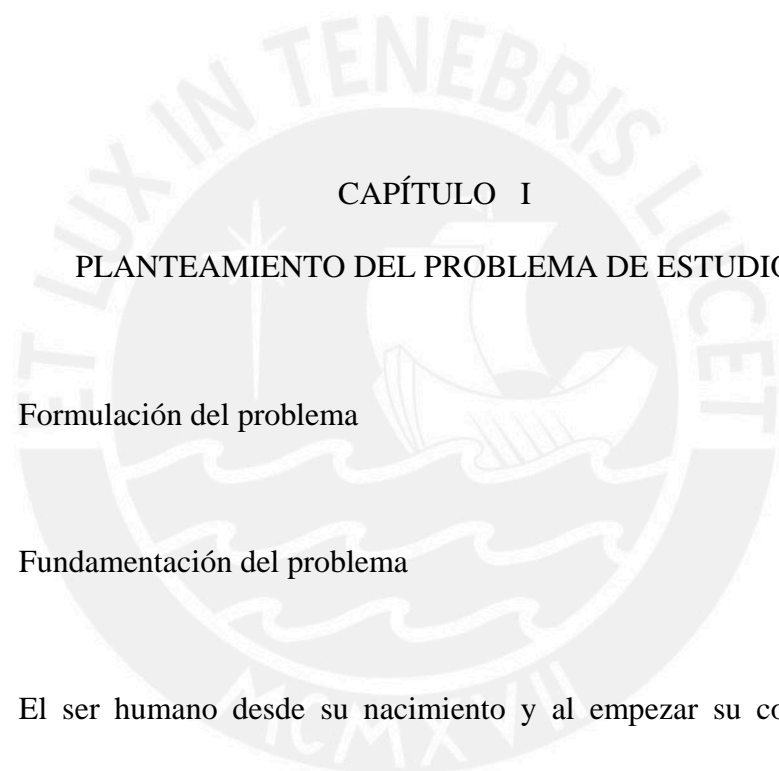 ET LUX IN TENEBRIS LUCET
CAPÍTULO I
PLANTEAMIENTO DEL PROBLEMA DE ESTUDIO
Formulación del problema
Fundamentación del problema
El ser humano desde su nacimiento y al empezar su
MCMXVII